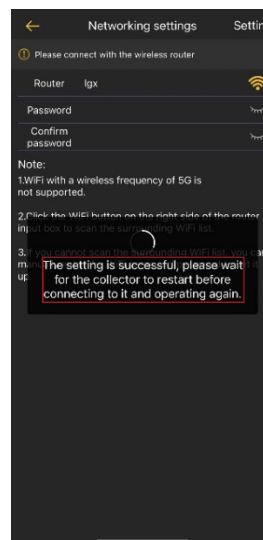 Networking settings Settin
Please connect with the wireless router
Router lgx
Password
Confirm
password
Note:
1.WiFi with a wireless frequency of 5G is
not supported.
2.Click the WiFi button on the right side of the router
input box to scan the surrounding WiFi list.
3.If you cannot scan the surrounding WiFi list, you can
The setting is successful, please wait
for the collector to restart before
connecting to it and operating again.
up